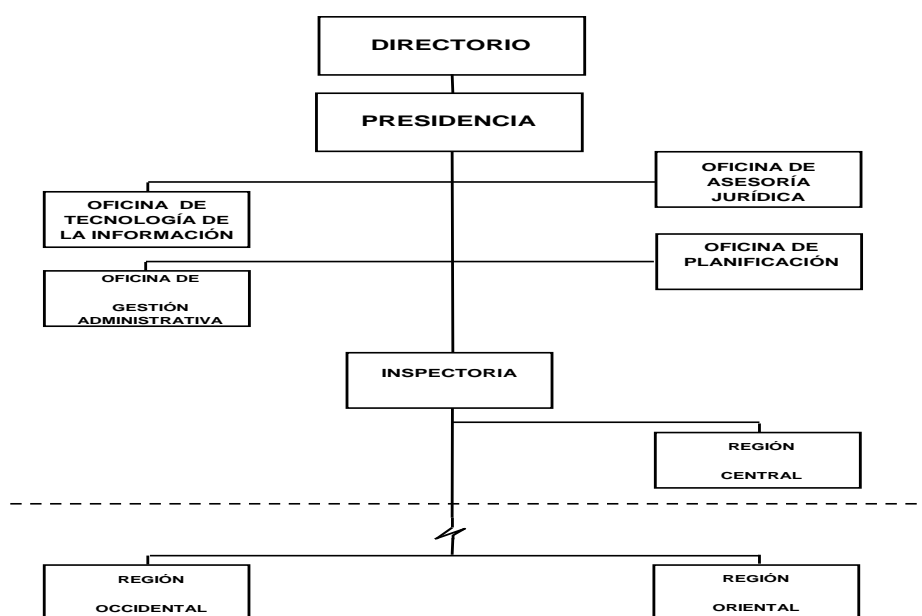 DIRECTORIO
PRESIDENCIA
OFICINA DE
ASESORÍA
JURÍDICA
OFICINA DE
TECNOLOGÍA DE
LA INFORMACIÓN
OFICINA DE
PLANIFICACIÓN
OFICINA DE
GESTIÓN
ADMINISTRATIVA
INSPECTORIA
REGIÓN
CENTRAL
REGIÓN
OCCIDENTAL
REGIÓN
ORIENTAL